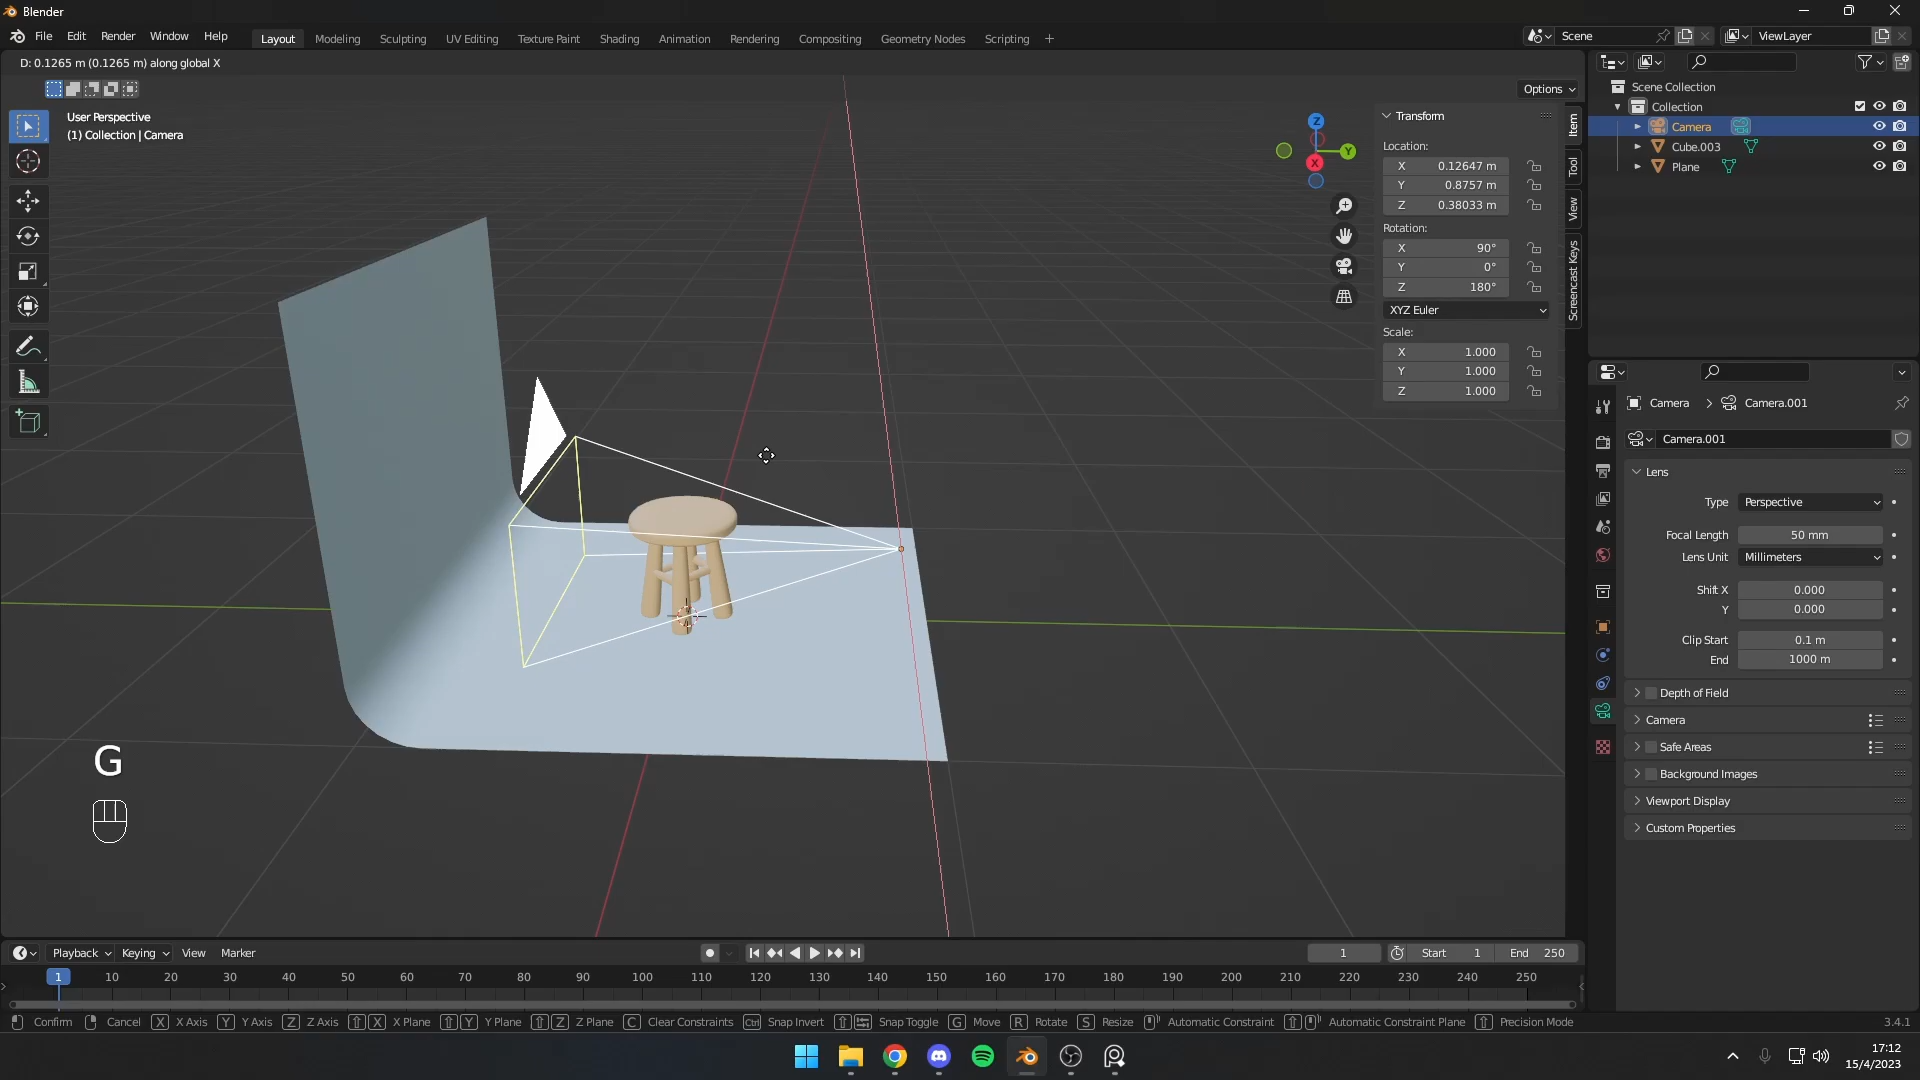 Blender
File Edit Render Window Help Layout Modeling Sculpting UV Editing Texture Paint Shading Animation Rendering Compositing Geometry Nodes Scripting + Scene ViewLayer
D: 0.1265 m (0.1265 m) along global X
Options
User Perspective
(1) Collection | Camera
Z
Y
X
Transform
Location:
X 0.12647 m
Y 0.8757 m
Z 0.38033 m
Rotation:
X 90°
Y 0°
Z 180°
XYZ Euler
Scale:
X 1.000
Y 1.000
Z 1.000
Item
Tool
View
Screencast Keys
Scene Collection
Collection
Camera
Cube.003
Plane
Camera > Camera.001
Camera.001
Lens
Type Perspective
Focal Length 50 mm
Lens Unit Millimeters
Shift X 0.000
Y 0.000
Clip Start 0.1 m
End 1000 m
Depth of Field
Camera
Safe Areas
Background Images
Viewport Display
Custom Properties
G
Playback Keying View Marker 1 Start 1 End 250
1 10 20 30 40 50 60 70 80 90 100 110 120 130 140 150 160 170 180 190 200 210 220 230 240 250
Confirm Cancel X X Axis Y Y Axis Z Z Axis X X Plane Y Y Plane Z Z Plane C Clear Constraints Ctrl Snap Invert Snap Toggle G Move R Rotate S Resize Automatic Constraint Automatic Constraint Plane Precision Mode 3.4.1
17:12
15/4/2023